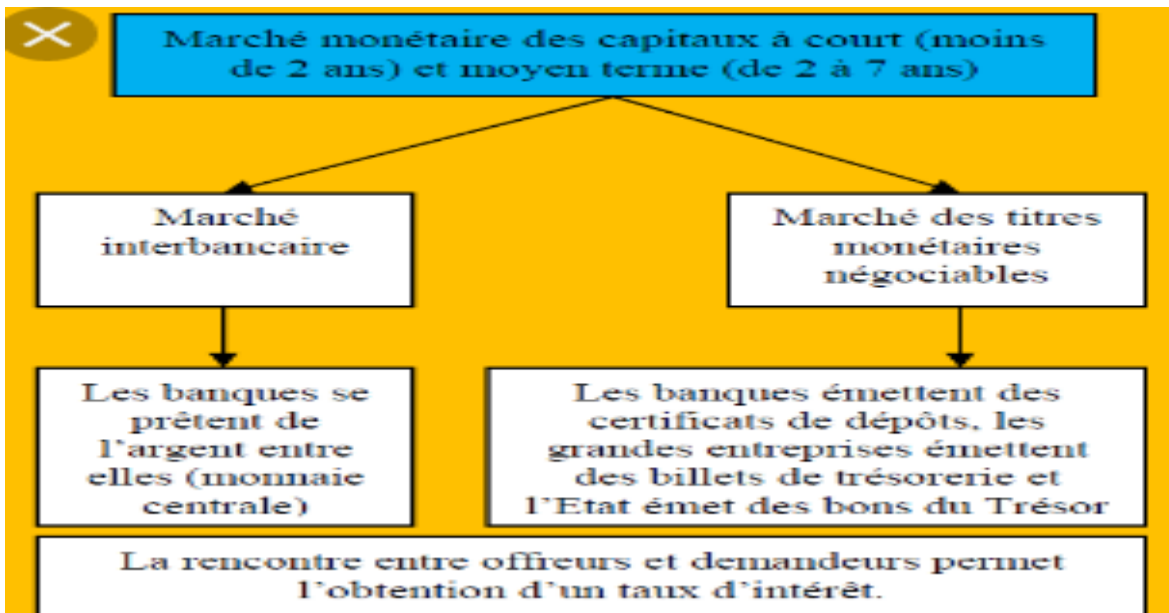 Marché monétaire des capitaux à court (moins
de 2 ans) et moyen terme (de 2 à 7 ans)
Marché
interbancaire
Marché des titres
monétaires
négociables
Les banques se
prêtent de
l'argent entre
elles (monnaie
centrale)
Les banques émettent des
certificats de dépôts, les
grandes entreprises émettent
des billets de trésorerie et
l'Etat émet des bons du Trésor
La rencontre entre offreurs et demandeurs permet
l'obtention d'un taux d'intérêt.